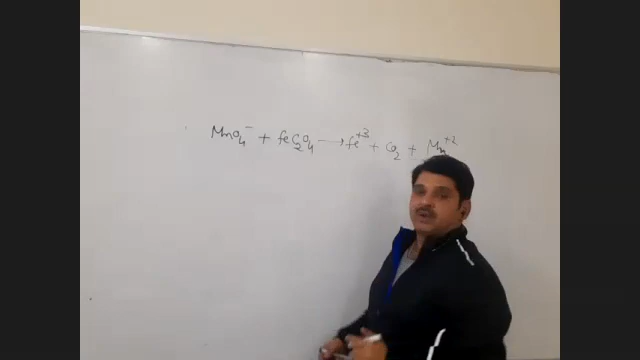 MnO₄⁻ + FeC₂O₄ → Fe⁺³ + CO₂ + Mn⁺²